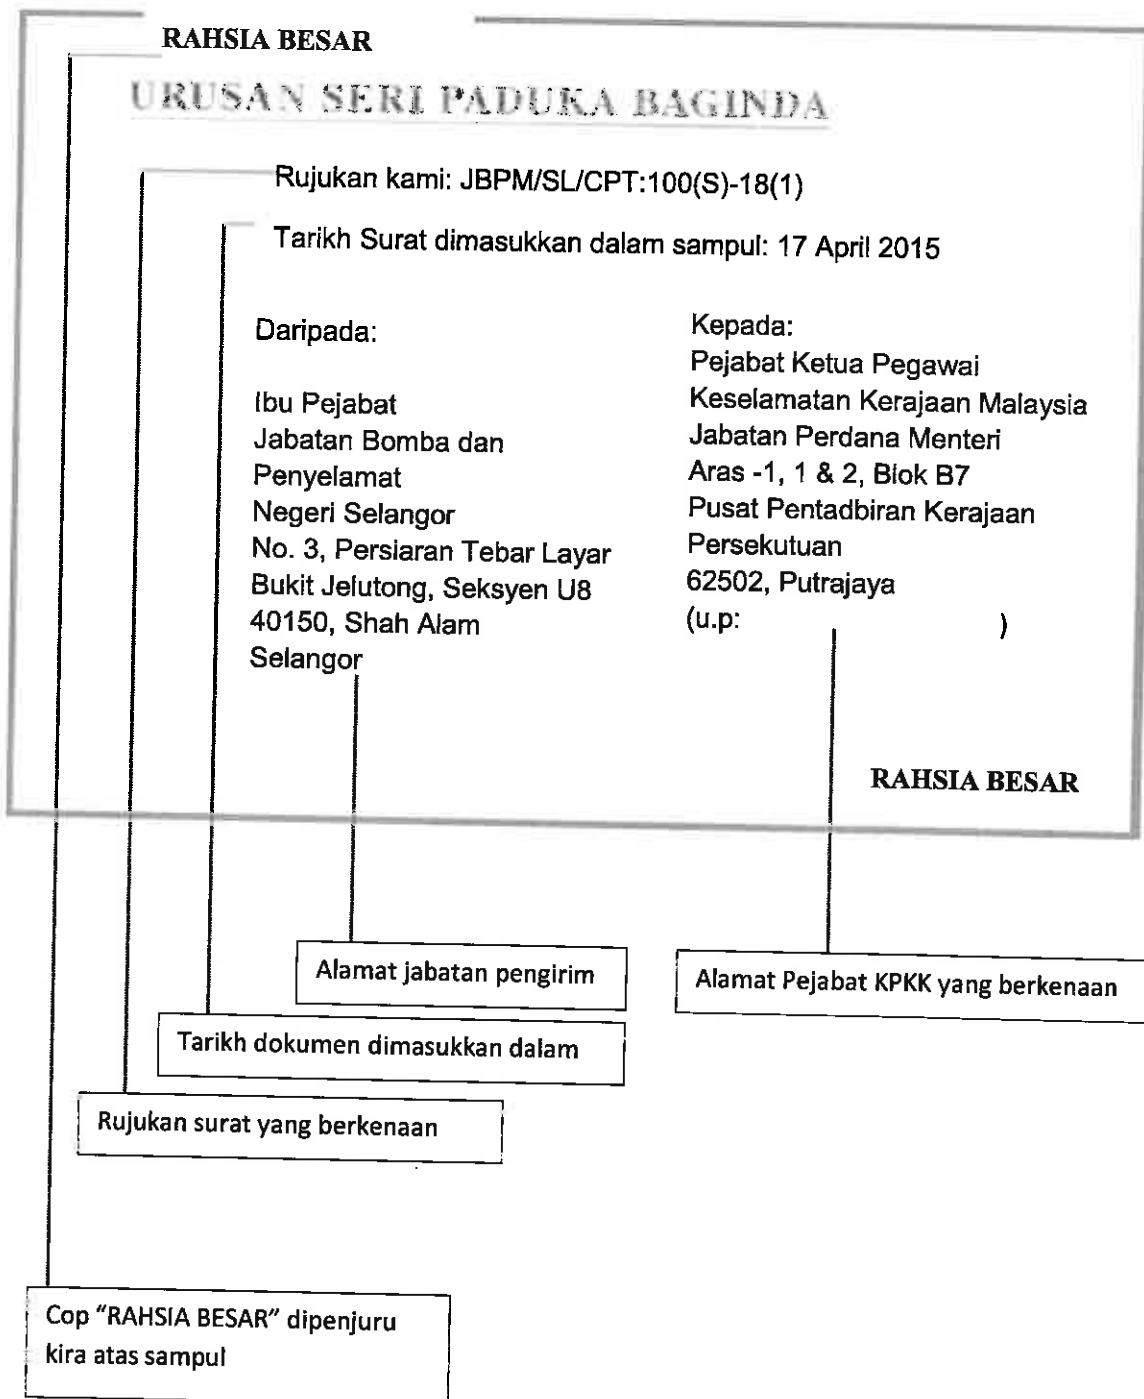 RAHSIA BESAR
URUSAN SERI PADUKA BAGINDA
Rujukan kami: JBPM/SL/CPT:100(S)-18(1)
Tarikh Surat dimasukkan dalam sampul: 17 April 2015
Daripada:
Ibu Pejabat
Jabatan Bomba dan
Penyelamat
Negeri Selangor
No. 3, Persiaran Tebar Layar
Bukit Jelutong, Seksyen U8
40150, Shah Alam
Selangor
Kepada:
Pejabat Ketua Pegawai
Keselamatan Kerajaan Malaysia
Jabatan Perdana Menteri
Aras -1, 1 & 2, Blok B7
Pusat Pentadbiran Kerajaan
Persekutuan
62502, Putrajaya
(u.p: )
RAHSIA BESAR
Alamat jabatan pengirim
Alamat Pejabat KPKK yang berkenaan
Tarikh dokumen dimasukkan dalam
Rujukan surat yang berkenaan
Cop "RAHSIA BESAR" dipenjuru
kira atas sampul